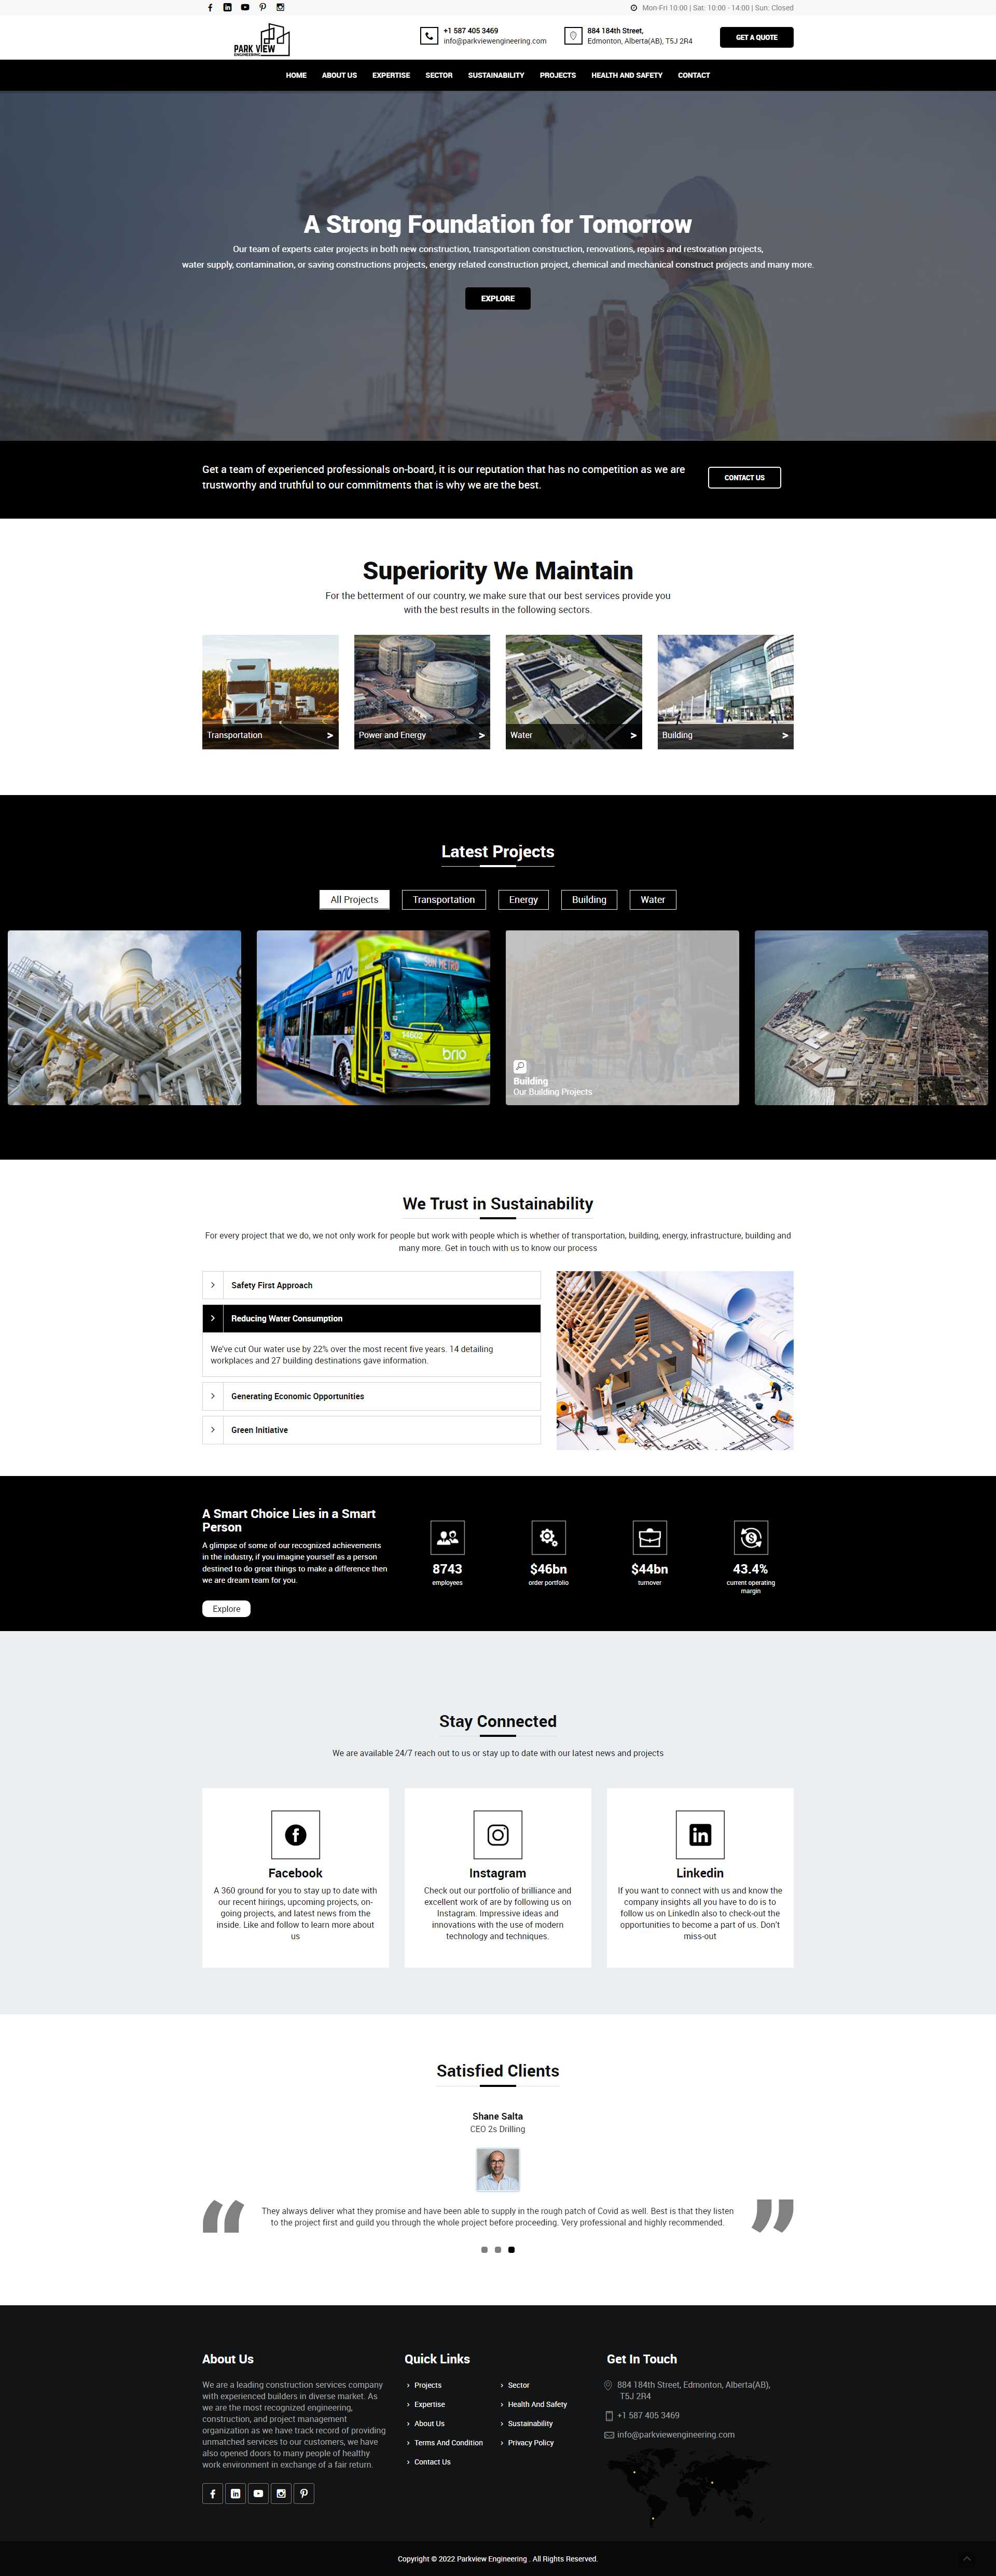 Mon-Fri 10:00 | Sat: 10:00 - 14:00 | Sun: Closed
PARK VIEW
ENGINEERING
+1 587 405 3469
info@parkviewengineering.com
884 184th Street,
Edmonton, Alberta(AB), T5J 2R4
GET A QUOTE
HOME ABOUT US EXPERTISE SECTOR SUSTAINABILITY PROJECTS HEALTH AND SAFETY CONTACT
A Strong Foundation for Tomorrow
Our team of experts cater projects in both new construction, transportation construction, renovations, repairs and restoration projects,
water supply, contamination, or saving constructions projects, energy related construction project, chemical and mechanical construct projects and many more.
EXPLORE
Get a team of experienced professionals on-board, it is our reputation that has no competition as we are
trustworthy and truthful to our commitments that is why we are the best.
CONTACT US
Superiority We Maintain
For the betterment of our country, we make sure that our best services provide you
with the best results in the following sectors.
Transportation >
Power and Energy >
Water >
Building >
Latest Projects
All Projects Transportation Energy Building Water
brio
SUN METRO
14602
brio
Building
Our Building Projects
We Trust in Sustainability
For every project that we do, we not only work for people but work with people which is whether of transportation, building, energy, infrastructure, building and
many more. Get in touch with us to know our process
Safety First Approach
Reducing Water Consumption
We've cut Our water use by 22% over the most recent five years. 14 detailing
workplaces and 27 building destinations gave information.
Generating Economic Opportunities
Green Initiative
A Smart Choice Lies in a Smart
Person
A glimpse of some of our recognized achievements
in the industry, if you imagine yourself as a person
destined to do great things to make a difference then
we are dream team for you.
Explore
8743
employees
$46bn
order portfolio
$44bn
turnover
43.4%
current operating
margin
Stay Connected
We are available 24/7 reach out to us or stay up to date with our latest news and projects
Facebook
A 360 ground for you to stay up to date with
our recent hirings, upcoming projects, on-
going projects, and latest news from the
inside. Like and follow to learn more about
us
Instagram
Check out our portfolio of brilliance and
excellent work of are by following us on
Instagram. Impressive ideas and
innovations with the use of modern
technology and techniques.
Linkedin
If you want to connect with us and know the
company insights all you have to do is to
follow us on LinkedIn also to check-out the
opportunities to become a part of us. Don't
miss-out
Satisfied Clients
Shane Salta
CEO 2s Drilling
They always deliver what they promise and have been able to supply in the rough patch of Covid as well. Best is that they listen
to the project first and guild you through the whole project before proceeding. Very professional and highly recommended.
About Us
We are a leading construction services company
with experienced builders in diverse market. As
we are the most recognized engineering,
construction, and project management
organization as we have track record of providing
unmatched services to our customers, we have
also opened doors to many people of healthy
work environment in exchange of a fair return.
Quick Links
Projects
Expertise
About Us
Terms And Condition
Contact Us
Sector
Health And Safety
Sustainability
Privacy Policy
Get In Touch
884 184th Street, Edmonton, Alberta(AB),
T5J 2R4
+1 587 405 3469
info@parkviewengineering.com
Copyright © 2022 Parkview Engineering . All Rights Reserved.